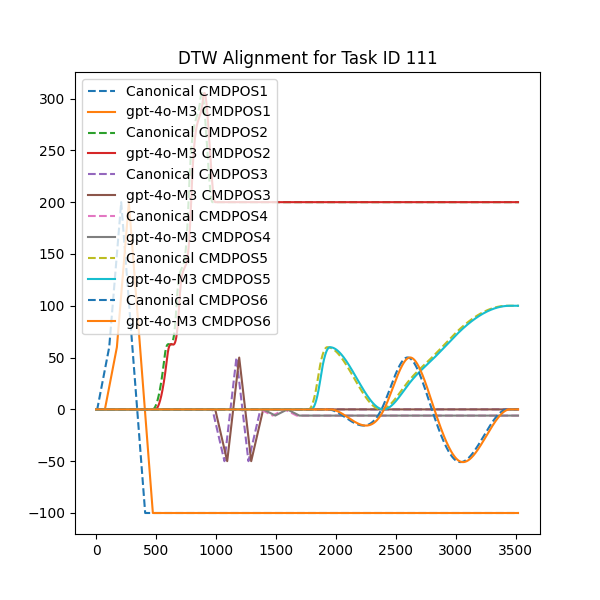 DTW Alignment for Task ID 111
Canonical CMDPOS1
gpt-4o-M3 CMDPOS1
Canonical CMDPOS2
gpt-4o-M3 CMDPOS2
Canonical CMDPOS3
gpt-4o-M3 CMDPOS3
Canonical CMDPOS4
gpt-4o-M3 CMDPOS4
Canonical CMDPOS5
gpt-4o-M3 CMDPOS5
Canonical CMDPOS6
gpt-4o-M3 CMDPOS6
300
250
200
150
100
50
0
−50
−100
0 500 1000 1500 2000 2500 3000 3500